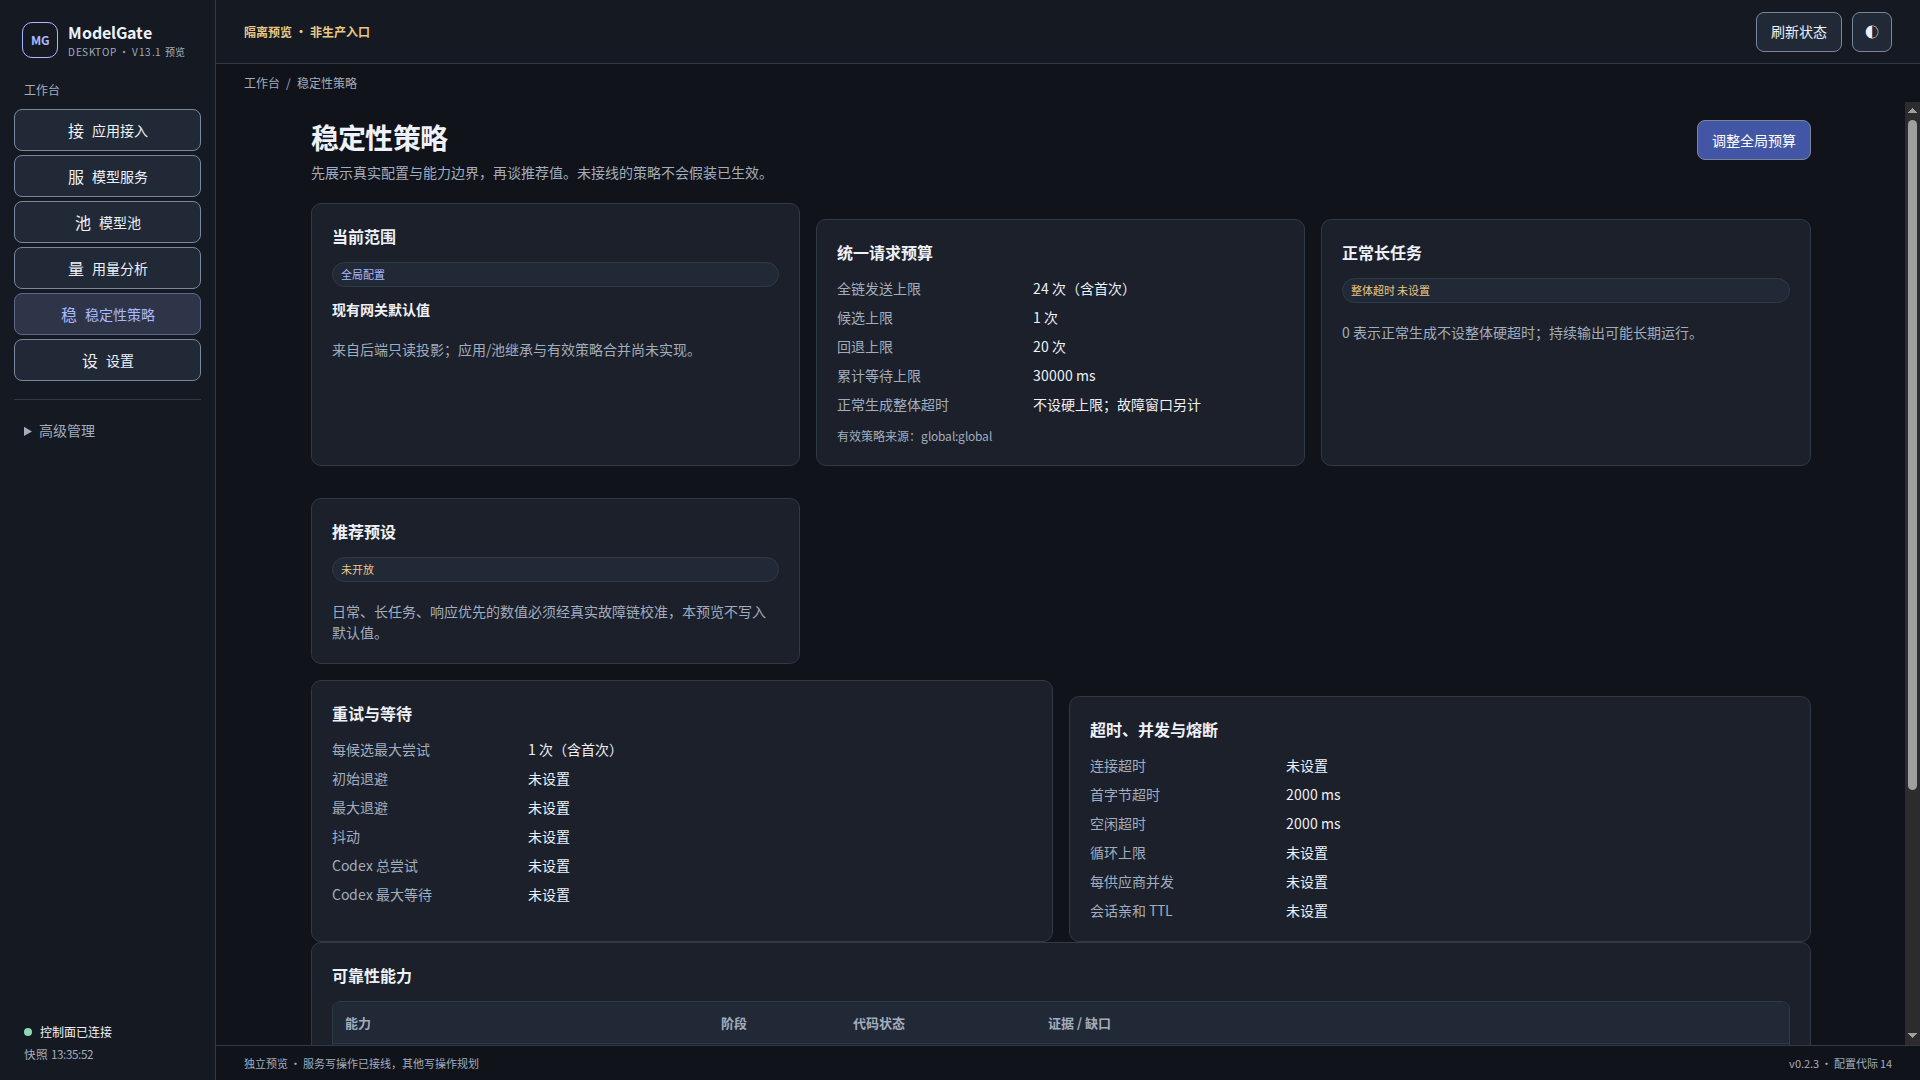 MG
ModelGate
DESKTOP · V13.1 预览
工作台
接 应用接入
服 模型服务
池 模型池
量 用量分析
稳 稳定性策略
设 设置
▶ 高级管理
控制面已连接
快照 13:35:52
隔离预览 · 非生产入口
刷新状态
工作台 / 稳定性策略
稳定性策略
调整全局预算
先展示真实配置与能力边界，再谈推荐值。未接线的策略不会假装已生效。
当前范围
全局配置
现有网关默认值
来自后端只读投影；应用/池继承与有效策略合并尚未实现。
统一请求预算
全链发送上限 24 次（含首次）
候选上限 1 次
回退上限 20 次
累计等待上限 30000 ms
正常生成整体超时 不设硬上限；故障窗口另计
有效策略来源：global:global
正常长任务
整体超时 未设置
0 表示正常生成不设整体硬超时；持续输出可能长期运行。
推荐预设
未开放
日常、长任务、响应优先的数值必须经真实故障链校准，本预览不写入
默认值。
重试与等待
每候选最大尝试 1 次（含首次）
初始退避 未设置
最大退避 未设置
抖动 未设置
Codex 总尝试 未设置
Codex 最大等待 未设置
超时、并发与熔断
连接超时 未设置
首字节超时 2000 ms
空闲超时 2000 ms
循环上限 未设置
每供应商并发 未设置
会话亲和 TTL 未设置
可靠性能力
能力 阶段 代码状态 证据 / 缺口
独立预览 · 服务写操作已接线，其他写操作规划
v0.2.3 · 配置代际 14